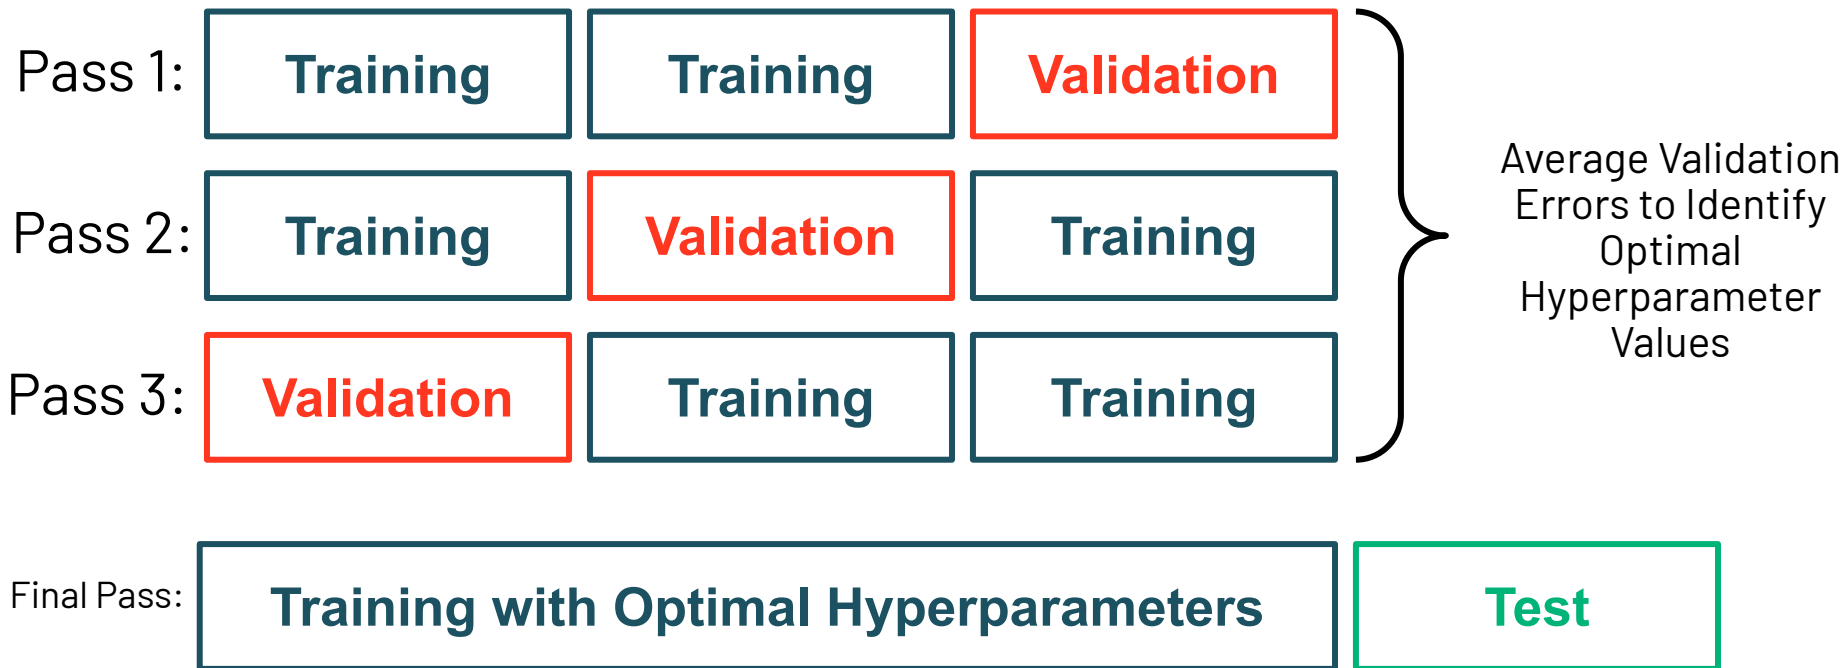 Pass 1: Training Training Validation
Pass 2: Training Validation Training
Pass 3: Validation Training Training
Average Validation
Errors to Identify
Optimal
Hyperparameter
Values
Final Pass: Training with Optimal Hyperparameters Test